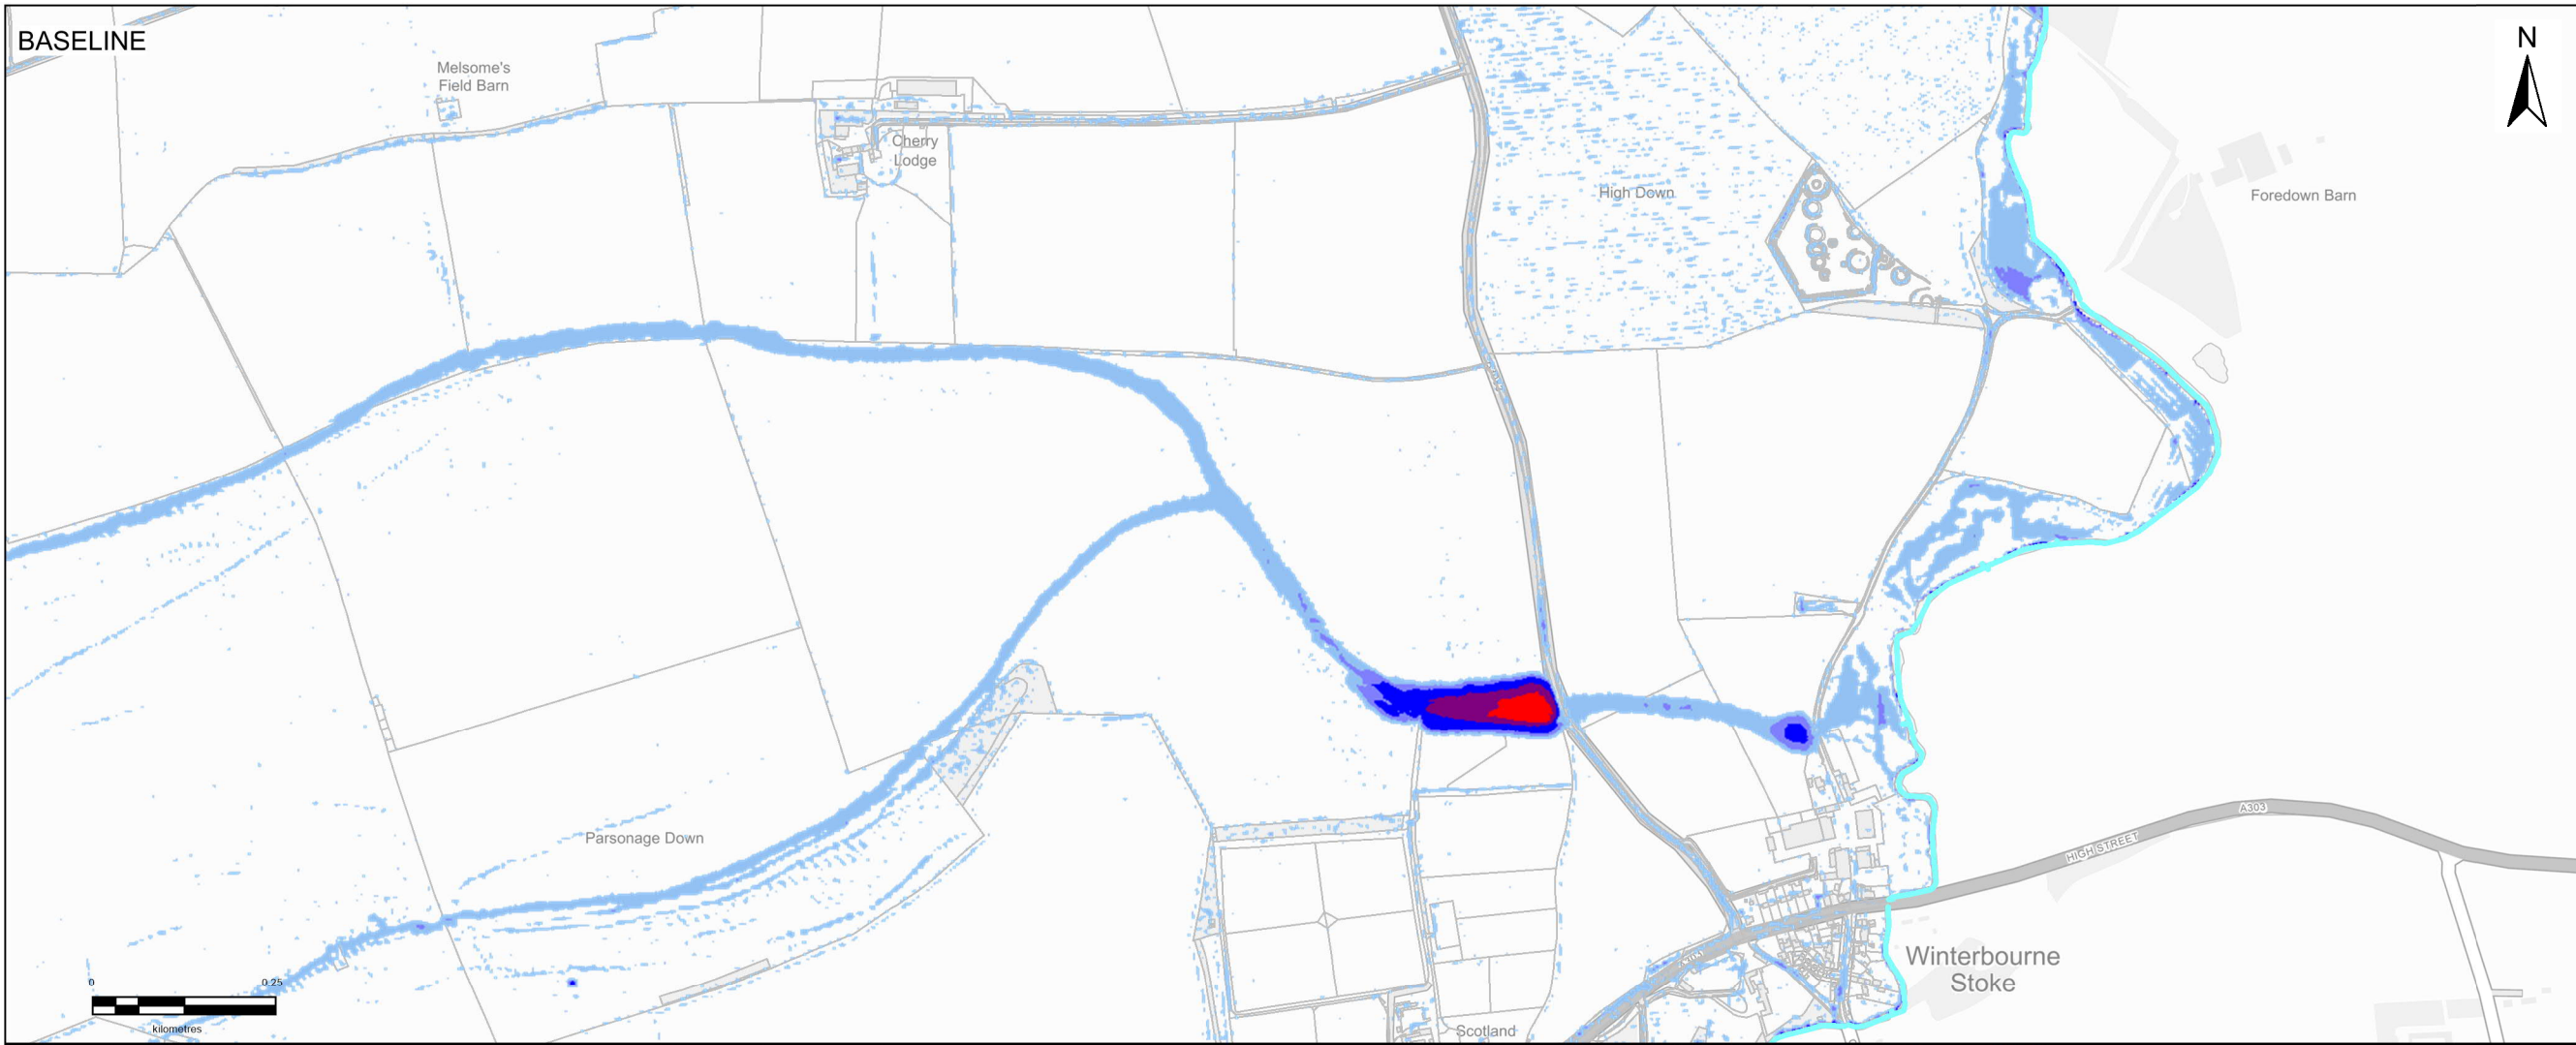 BASELINE
N
Melsome's
Field Barn
Cherry
Lodge
High Down
Foredown Barn
Parsonage Down
A303
HIGH STREET
Winterbourne
Stoke
0 0.25
kilometres
Scotland